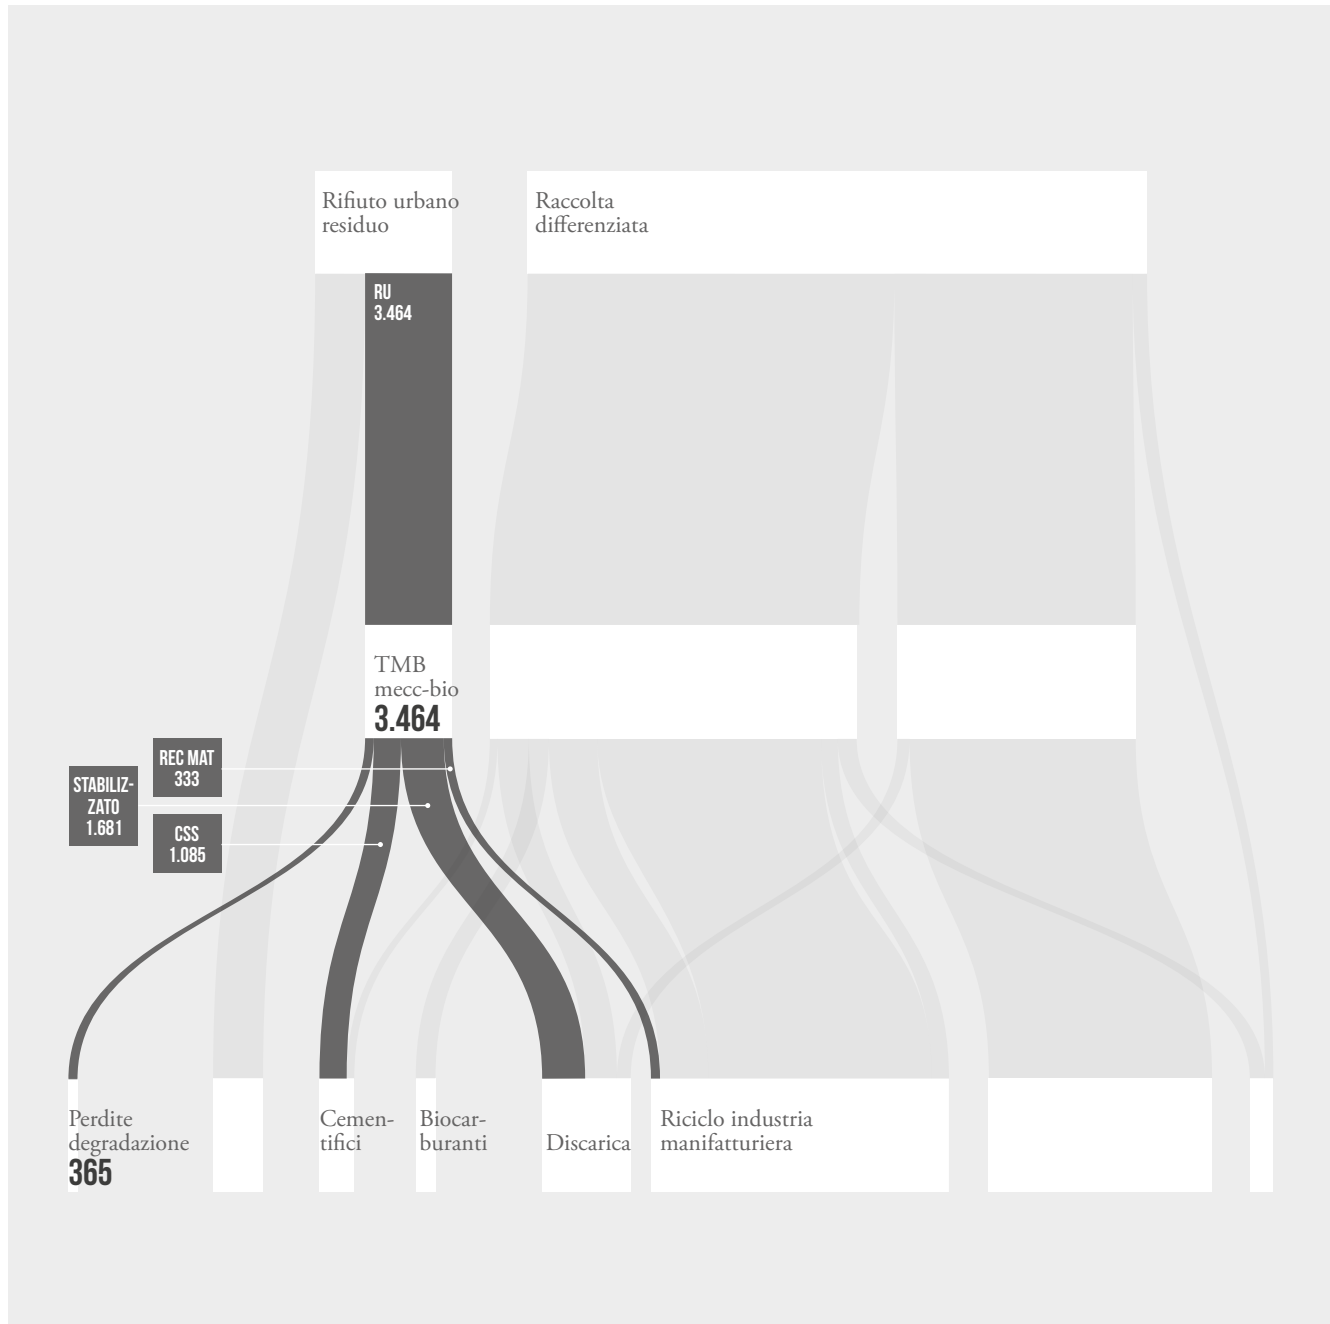 Rifiuto urbano
residuo
Raccolta
differenziata
RU
3.464
TMB
mecc-bio
3.464
REC MAT
333
STABILIZ-
ZATO
1.681
CSS
1.085
Perdite
degradazione
365
Cemen-
tifici
Biocar-
buranti
Discarica
Riciclo industria
manifatturiera